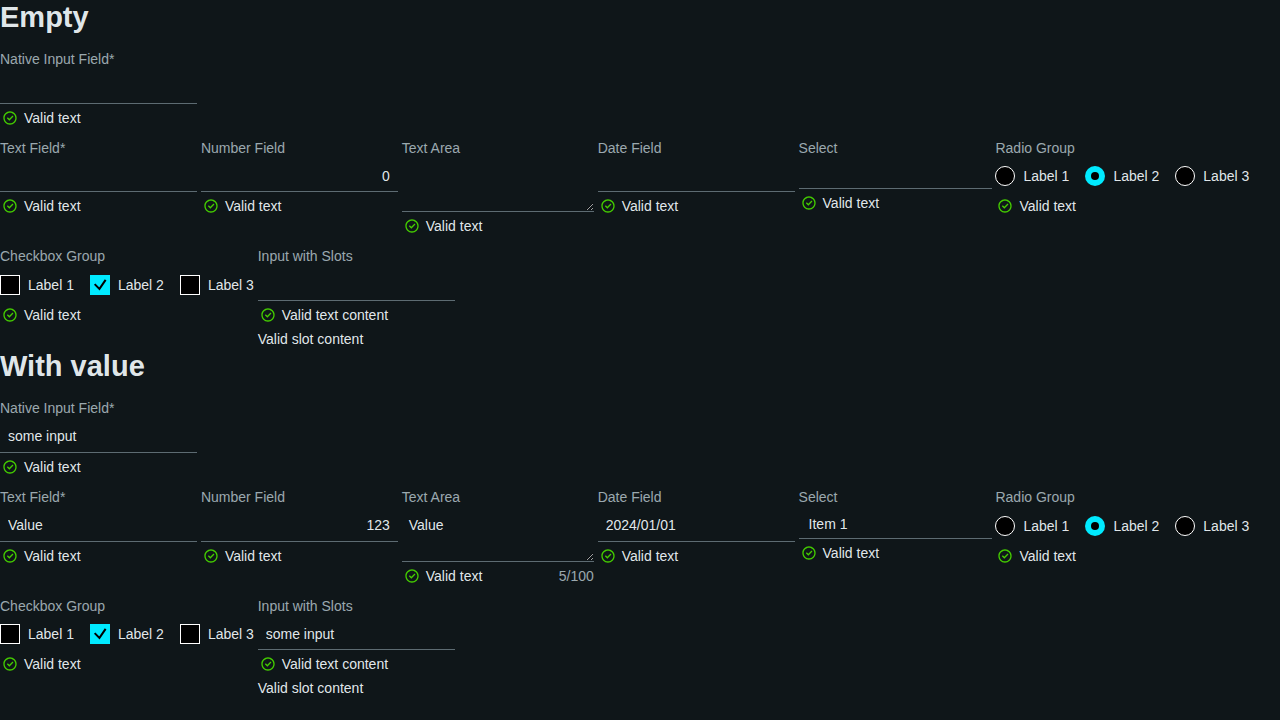 Empty
Native Input Field*
Valid text
Text Field* Number Field Text Area Date Field Select Radio Group
0 Label 1 Label 2 Label 3
Valid text Valid text Valid text Valid text Valid text Valid text
Checkbox Group Input with Slots
Label 1 Label 2 Label 3
Valid text Valid text content
Valid slot content
With value
Native Input Field*
some input
Valid text
Text Field* Number Field Text Area Date Field Select Radio Group
Value 123 Value 2024/01/01 Item 1 Label 1 Label 2 Label 3
Valid text Valid text Valid text 5/100 Valid text Valid text Valid text
Checkbox Group Input with Slots
Label 1 Label 2 Label 3 some input
Valid text Valid text content
Valid slot content